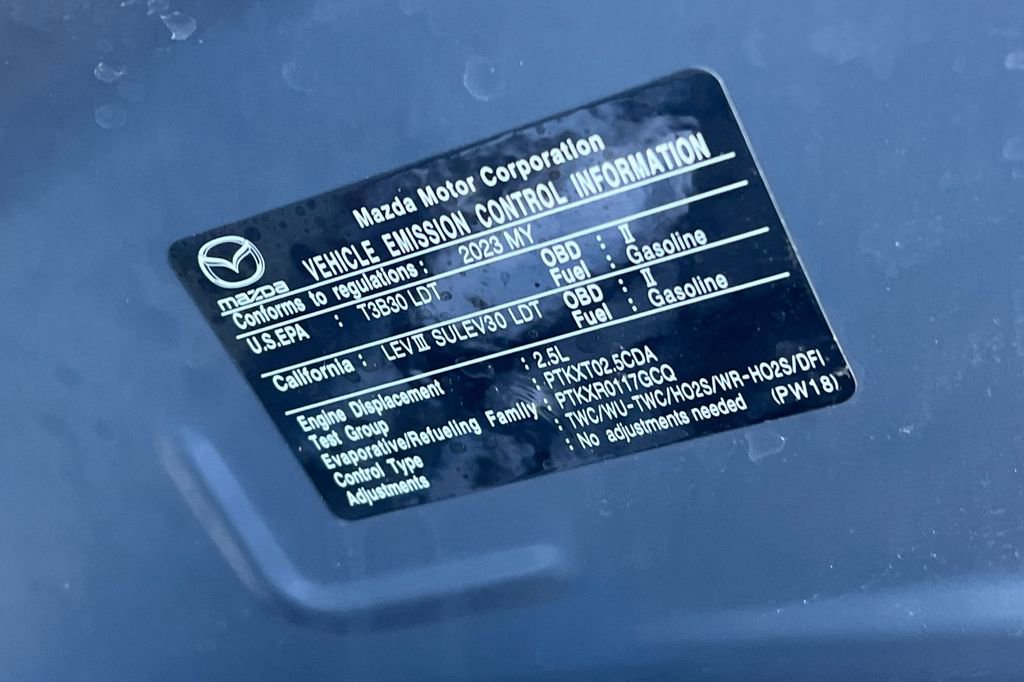 mazda
Mazda Motor Corporation
VEHICLE EMISSION CONTROL INFORMATION
Conforms to regulations : 2023 MY
U.S.EPA : T3B30 LDT OBD : II
Fuel : Gasoline
California : LEVIII SULEV30 LDT OBD : II
Fuel : Gasoline
Engine Displacement : 2.5L
Test Group : PTKXT02.5CDA
Evaporative/Refueling Family : PTKXR0117GCQ
Control Type : TWC/WU-TWC/HO2S/WR-HO2S/DFI
Adjustments : No adjustments needed (PW18)